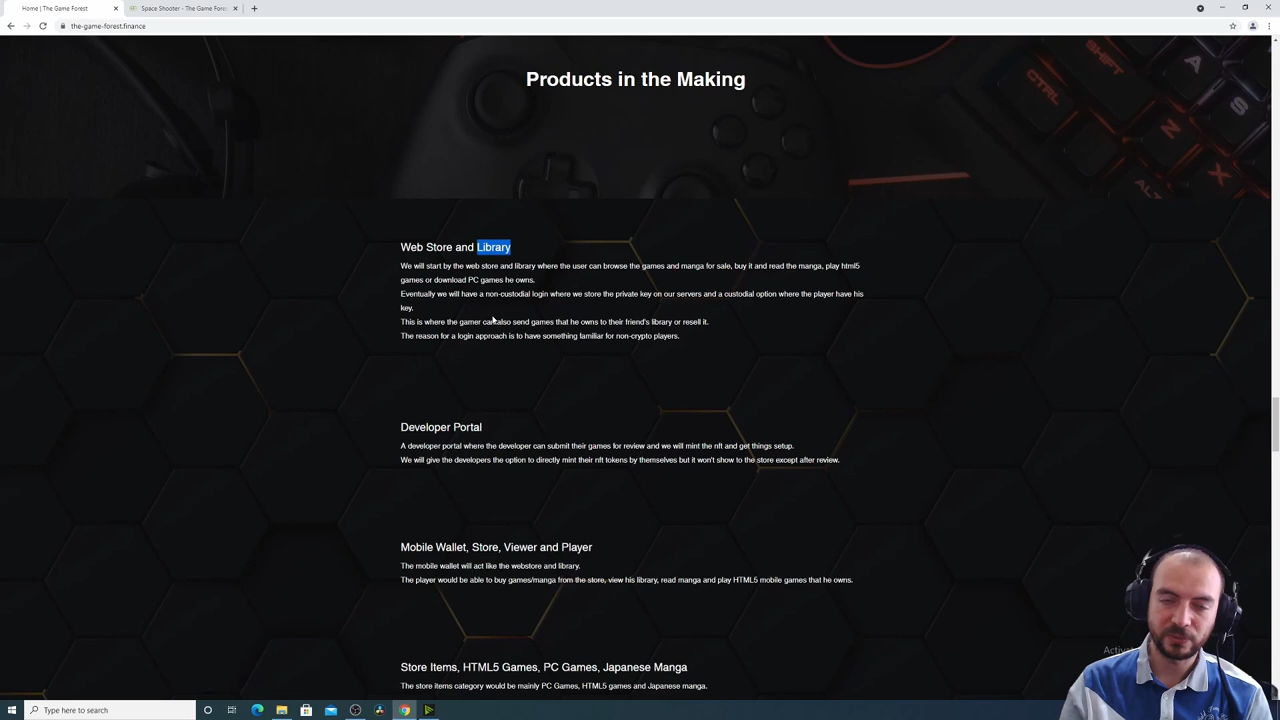 Home | The Game Forest
Space Shooter - The Game Fores
the-game-forest.finance
Products in the Making
CTRL
SHIFT
A
S
Z
X
ALT
Web Store and Library
We will start by the web store and library where the user can browse the games and manga for sale, buy it and read the manga, play html5
games or download PC games he owns.
Eventually we will have a non-custodial login where we store the private key on our servers and a custodial option where the player have his
key.
This is where the gamer can also send games that he owns to their friend's library or resell it.
The reason for a login approach is to have something familiar for non-crypto players.
Developer Portal
A developer portal where the developer can submit their games for review and we will mint the nft and get things setup.
We will give the developers the option to directly mint their nft tokens by themselves but it won't show to the store except after review.
Mobile Wallet, Store, Viewer and Player
The mobile wallet will act like the webstore and library.
The player would be able to buy games/manga from the store, view his library, read manga and play HTML5 mobile games that he owns.
Store Items, HTML5 Games, PC Games, Japanese Manga
The store items category would be mainly PC Games, HTML5 games and Japanese manga.
Type here to search